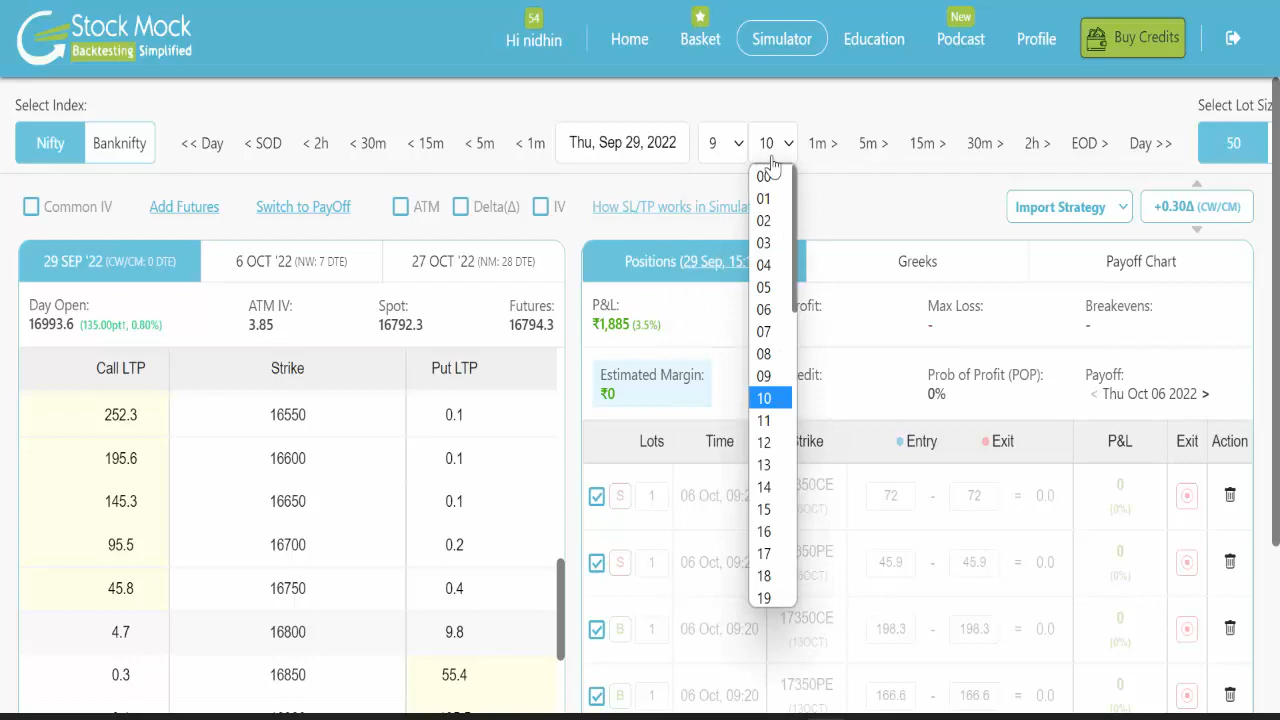 Stock Mock
Backtesting Simplified
54
Hi nidhin
Home
Basket
Simulator
Education
New
Podcast
Profile
Buy Credits
Select Index:
Select Lot Siz
Nifty
Banknifty
<< Day
< SOD
< 2h
< 30m
< 15m
< 5m
< 1m
Thu, Sep 29, 2022
9
10
1m >
5m >
15m >
30m >
2h >
EOD >
Day >>
50
Common IV
Add Futures
Switch to PayOff
ATM
Delta(Δ)
IV
How SL/TP works in Simula
Import Strategy
+0.30Δ (CW/CM)
29 SEP '22 (CW/CM: 0 DTE)
6 OCT '22 (NW: 7 DTE)
27 OCT '22 (NM: 28 DTE)
Positions (29 Sep, 15:1
Greeks
Payoff Chart
Day Open:
16993.6 (135.00pt↑, 0.80%)
ATM IV:
3.85
Spot:
16792.3
Futures:
16794.3
P&L:
₹1,885 (3.5%)
rofit:
Max Loss:
-
Breakevens:
-
Estimated Margin:
₹0
edit:
Prob of Profit (POP):
0%
Payoff:
< Thu Oct 06 2022 >
Call LTP Strike Put LTP
252.3 16550 0.1
195.6 16600 0.1
145.3 16650 0.1
95.5 16700 0.2
45.8 16750 0.4
4.7 16800 9.8
0.3 16850 55.4
00
01
02
03
04
05
06
07
08
09
10
11
12
13
14
15
16
17
18
19
Lots Time trike Entry Exit P&L Exit Action
S 1 06 Oct, 09:2 350CE 72 - 72 = 0.0 0
OCT) (0%)
S 1 06 Oct, 09:2 350PE 45.9 - 45.9 = 0.0 0
OCT) (0%)
B 1 06 Oct, 09:20 17350CE 198.3 - 198.3 = 0.0 0
(13OCT) (0%)
B 1 06 Oct, 09:20 17350PE 166.6 - 166.6 = 0.0 0
(13OCT) (0%)